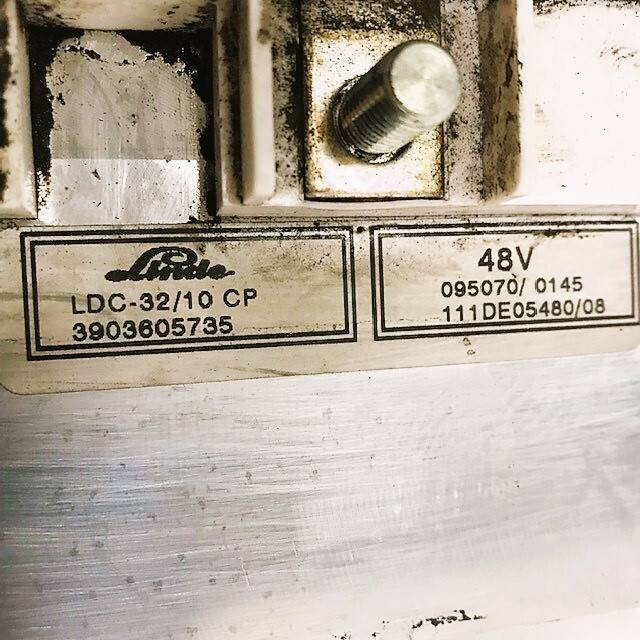 Linde
LDC-32/10 CP
3903605735
48V
095070/ 0145
111DE05480/08